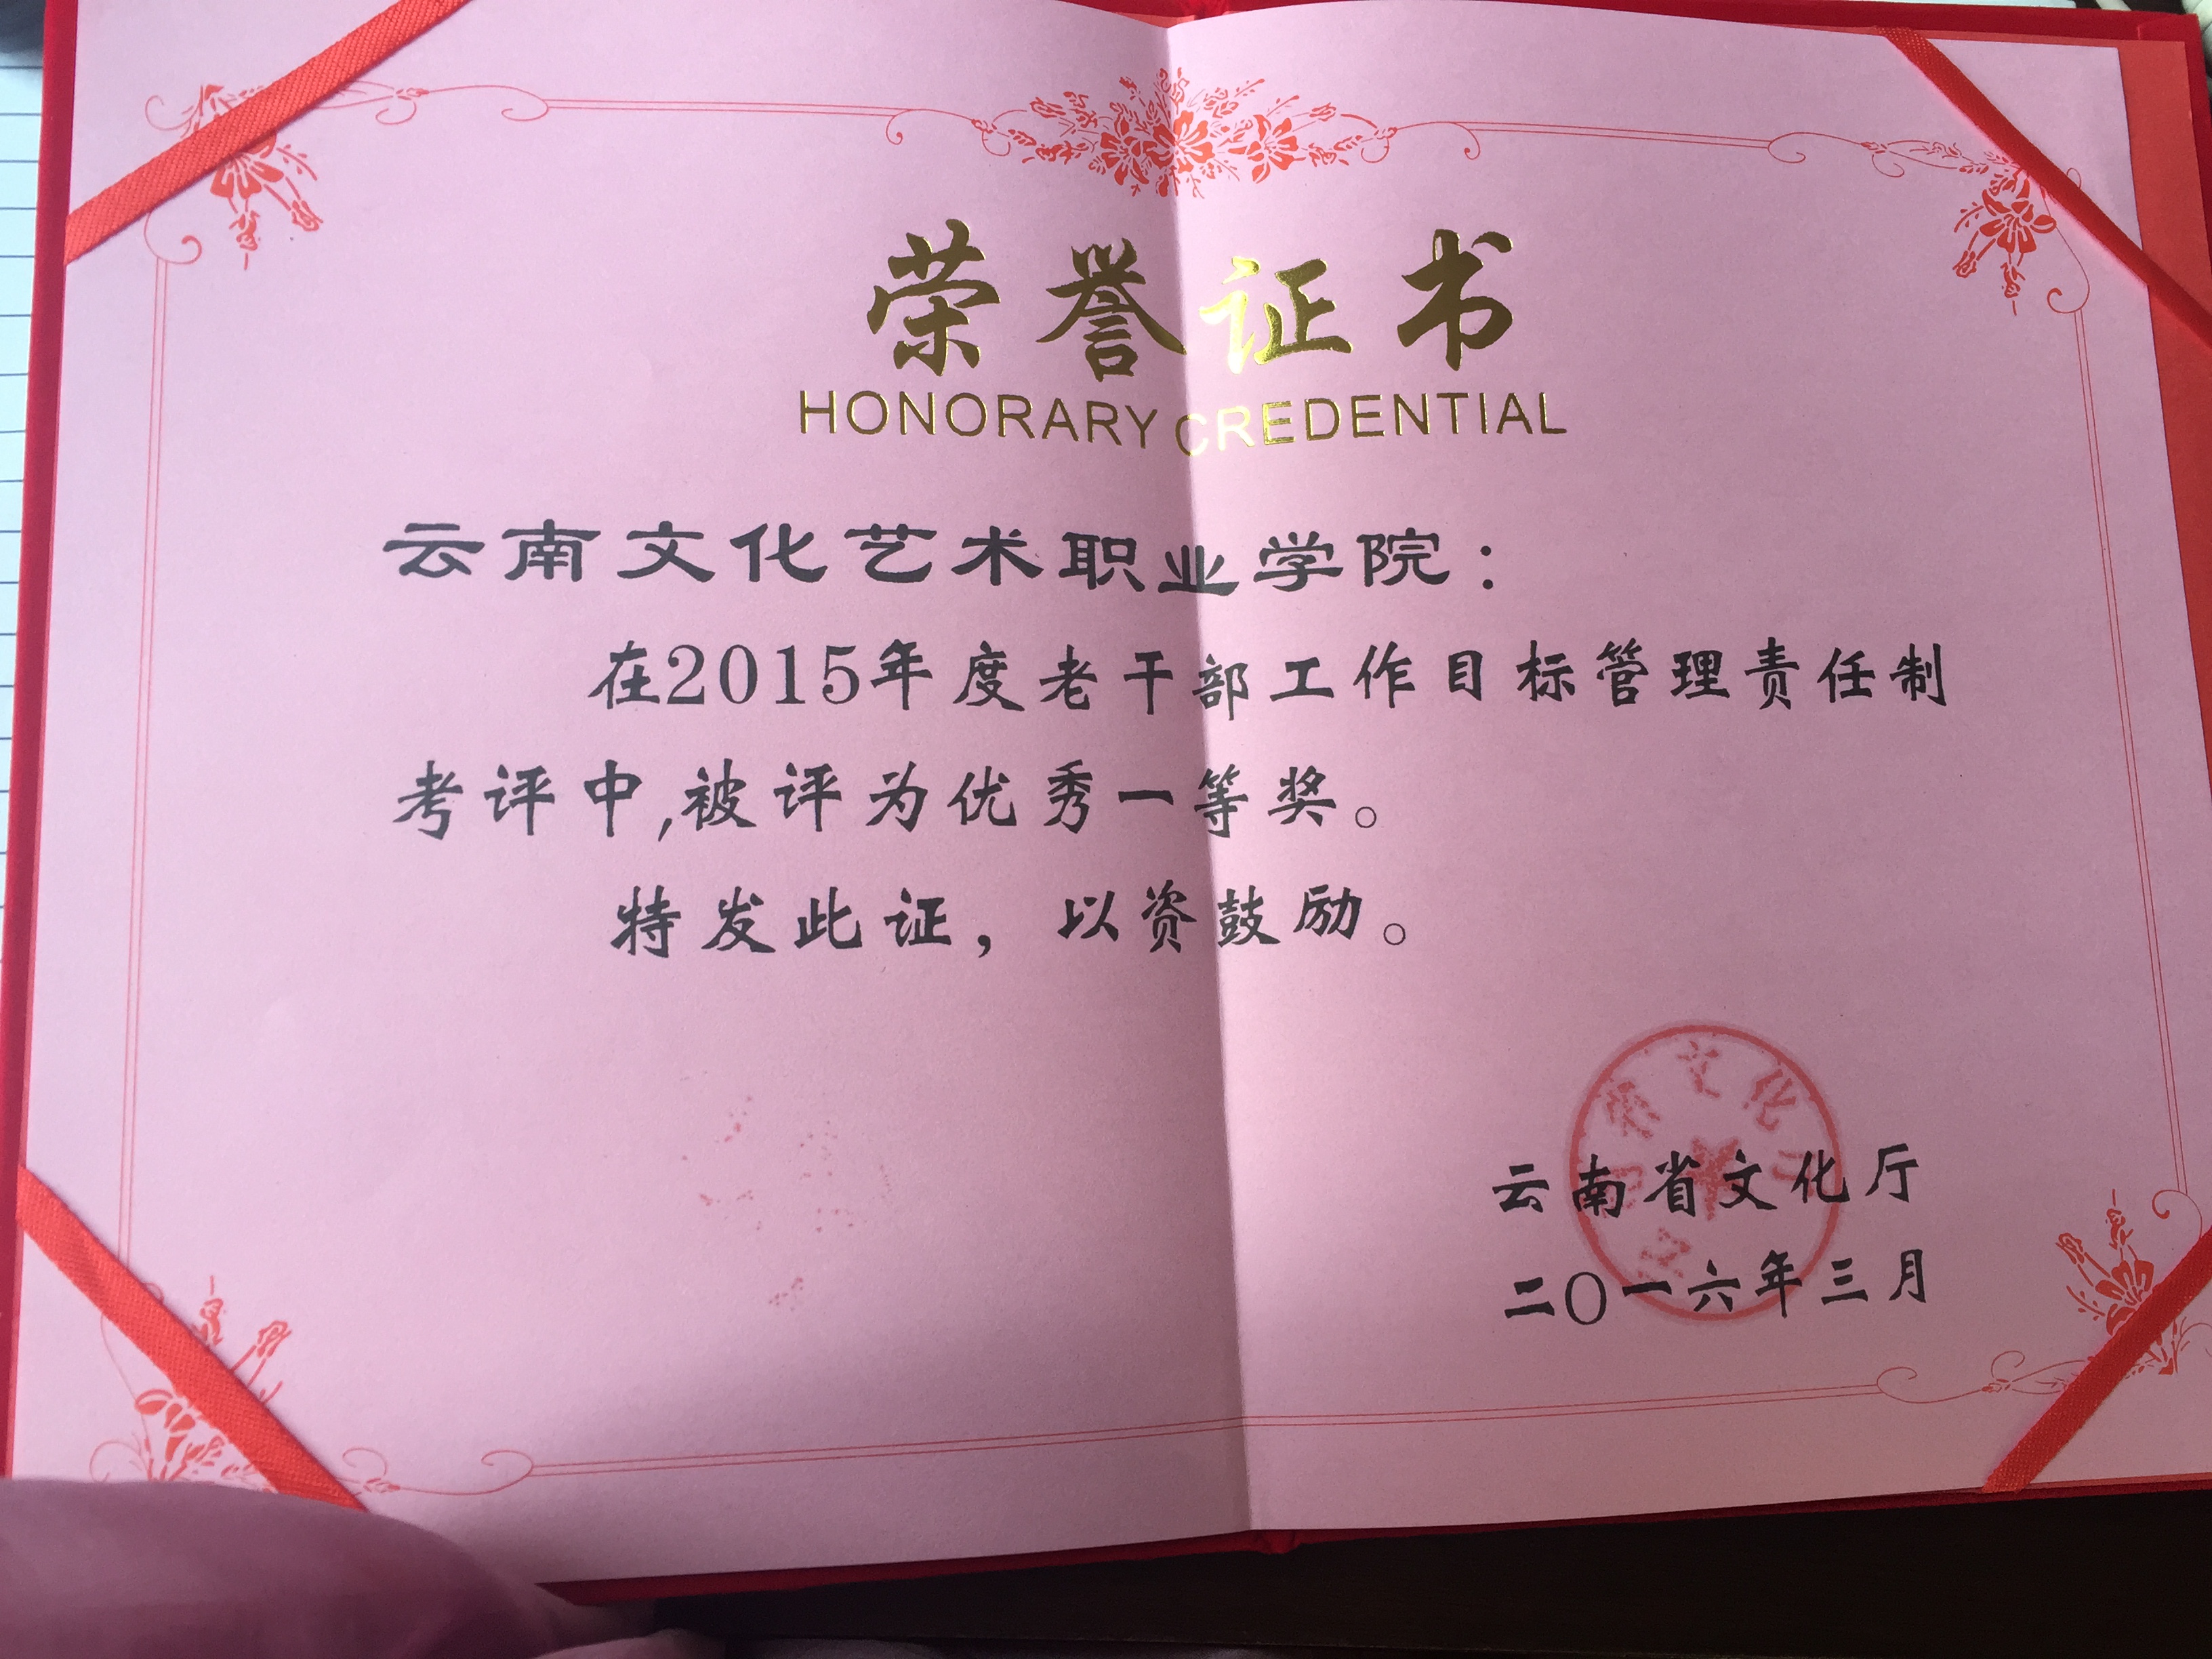 荣誉证书
HONORARY CREDENTIAL
云南文化艺术职业学院：
在2015年度老干部工作目标管理责任制
考评中,被评为优秀一等奖。
特发此证，以资鼓励。
云南省文化厅
二〇一六年三月
文化